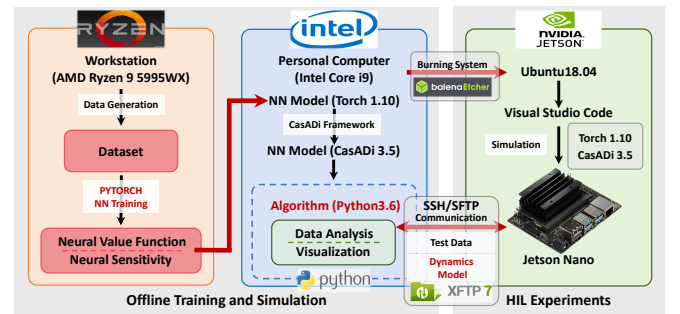 RYZEN
Workstation
(AMD Ryzen 9 5995WX)
Data Generation
Dataset
PYTORCH
NN Training
Neural Value Function
Neural Sensitivity
intel
Personal Computer
(Intel Core i9)
NN Model (Torch 1.10)
CasADi Framework
NN Model (CasADi 3.5)
Algorithm (Python3.6)
Data Analysis
Visualization
python
Offline Training and Simulation
Burning System
balenaEtcher
SSH/SFTP
Communication
Test Data
Dynamics
Model
XFTP 7
NVIDIA.
JETSON
Ubuntu18.04
Visual Studio Code
Simulation
Torch 1.10
CasADi 3.5
Jetson Nano
HIL Experiments